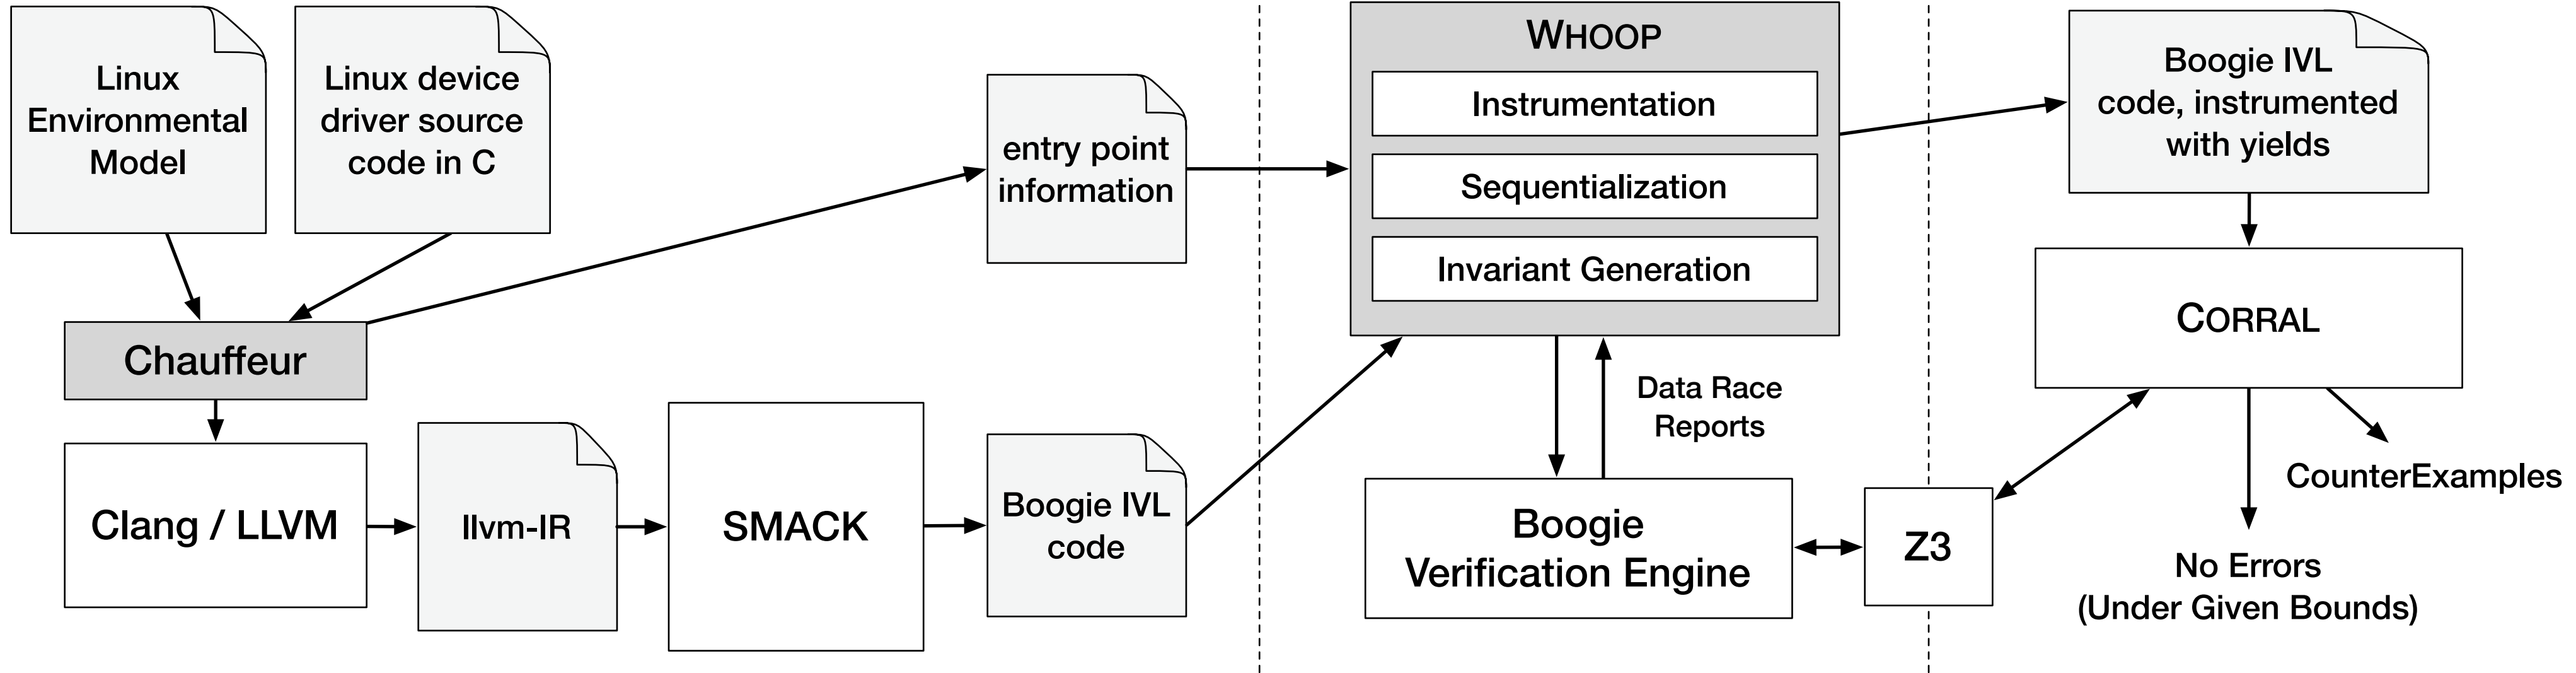 Linux
Environmental
Model
Linux device
driver source
code in C
Chauffeur
Clang / LLVM
llvm-IR
SMACK
entry point
information
Boogie IVL
code
WHOOP
Instrumentation
Sequentialization
Invariant Generation
Data Race
Reports
Boogie
Verification Engine
Z3
Boogie IVL
code, instrumented
with yields
CORRAL
CounterExamples
No Errors
(Under Given Bounds)